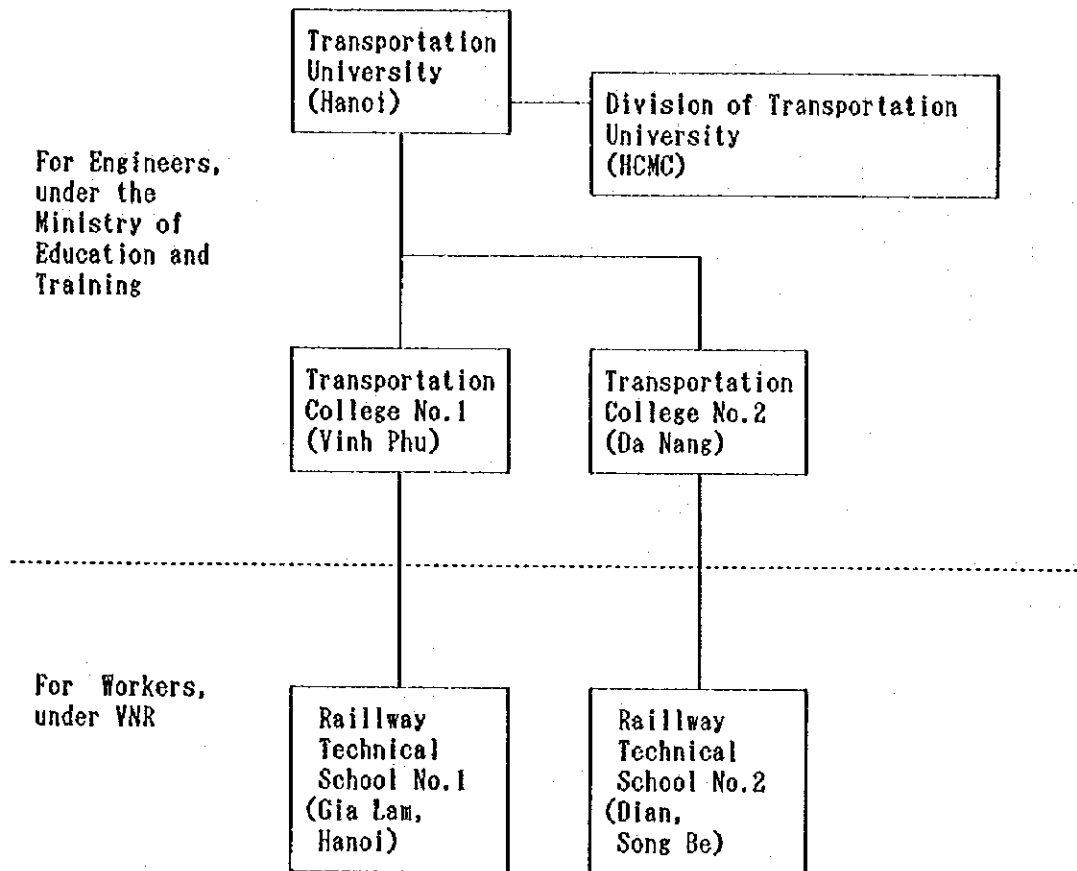 Transportation
University
(Hanoi)
Division of Transportation
University
(HCMC)
For Engineers,
under the
Ministry of
Education and
Training
Transportation
College No.1
(Vinh Phu)
Transportation
College No.2
(Da Nang)
For Workers,
under VNR
Raillway
Technical
School No.1
(Gia Lam,
Hanoi)
Raillway
Technical
School No.2
(Dian,
Song Be)